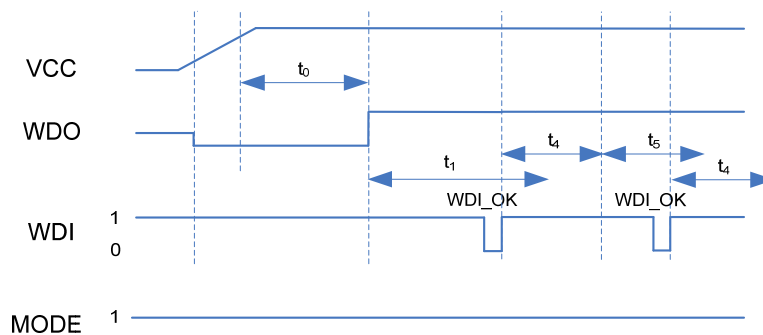 VCC
t₀
WDO
t₄ t₅
t₁ t₄
WDI_OK WDI_OK
WDI 1
0
MODE 1